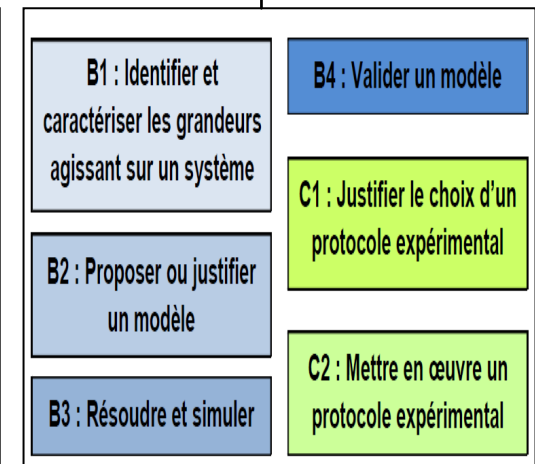 B1 : Identifier et
caractériser les grandeurs
agissant sur un système
B2 : Proposer ou justifier
un modèle
B3 : Résoudre et simuler
B4 : Valider un modèle
C1 : Justifier le choix d'un
protocole expérimental
C2 : Mettre en œuvre un
protocole expérimental